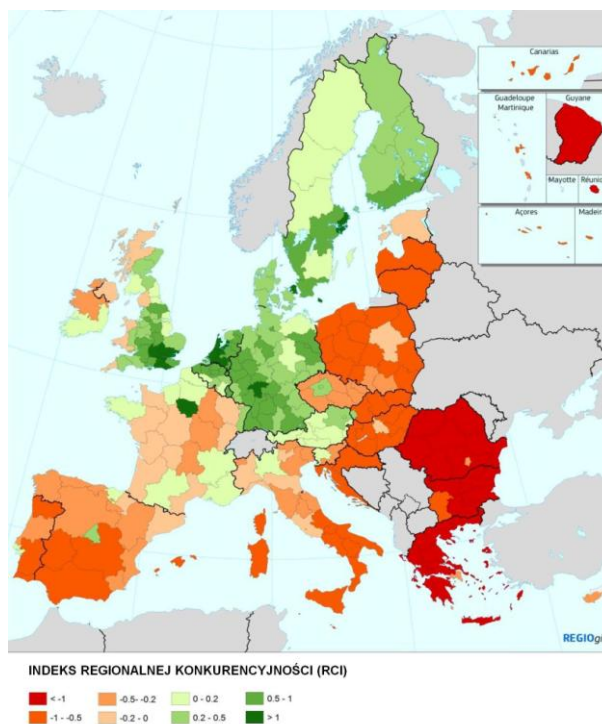 Canarias
Guadeloupe
Martinique
Guyane
Mayotte
Réunion
Açores
Madeira
REGIOgis
INDEKS REGIONALNEJ KONKURENCYJNOŚCI (RCI)
< -1
-0.5- -0.2
0 - 0.2
0.5 - 1
-1 - -0.5
-0.2 - 0
0.2 - 0.5
> 1